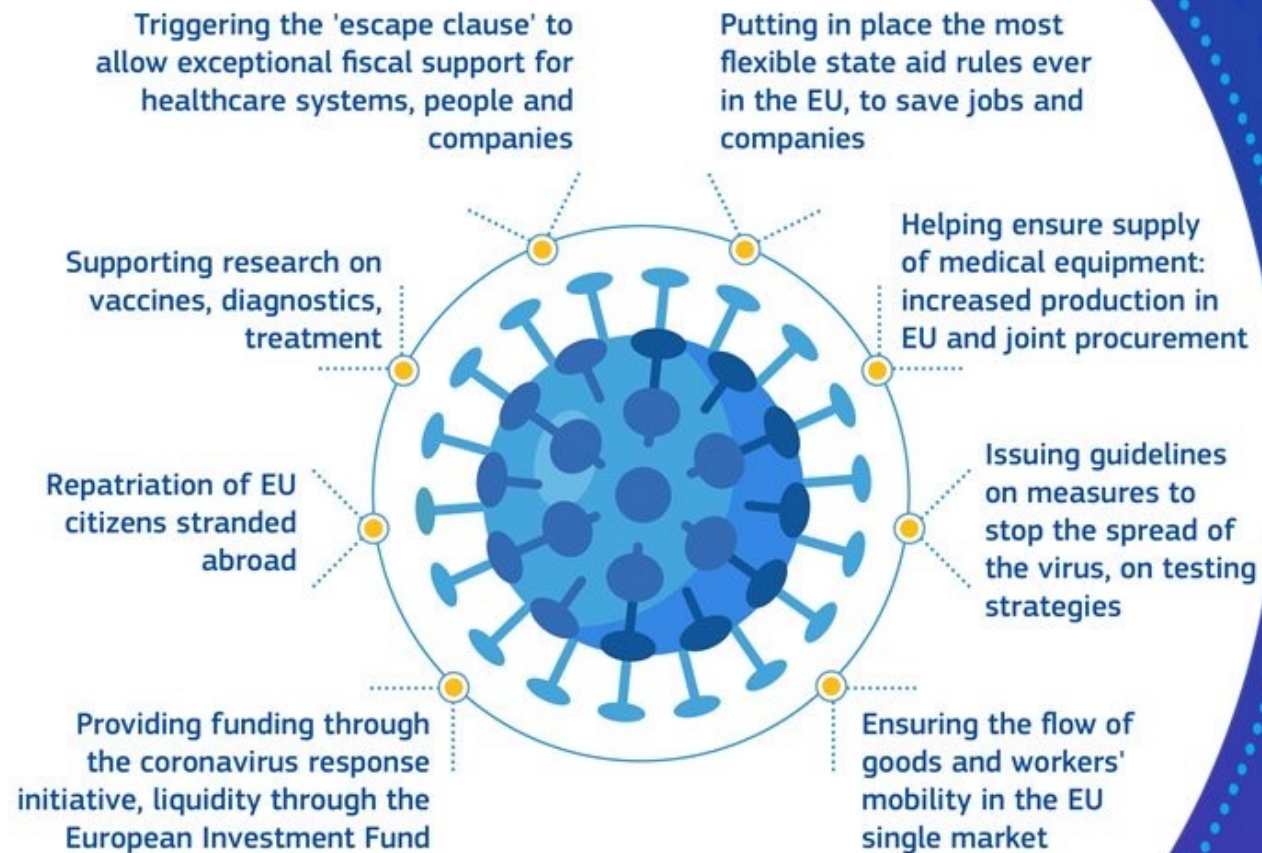 Triggering the 'escape clause' to
allow exceptional fiscal support for
healthcare systems, people and
companies
Putting in place the most
flexible state aid rules ever
in the EU, to save jobs and
companies
Supporting research on
vaccines, diagnostics,
treatment
Helping ensure supply
of medical equipment:
increased production in
EU and joint procurement
Repatriation of EU
citizens stranded
abroad
Issuing guidelines
on measures to
stop the spread of
the virus, on testing
strategies
Providing funding through
the coronavirus response
initiative, liquidity through the
European Investment Fund
Ensuring the flow of
goods and workers'
mobility in the EU
single market